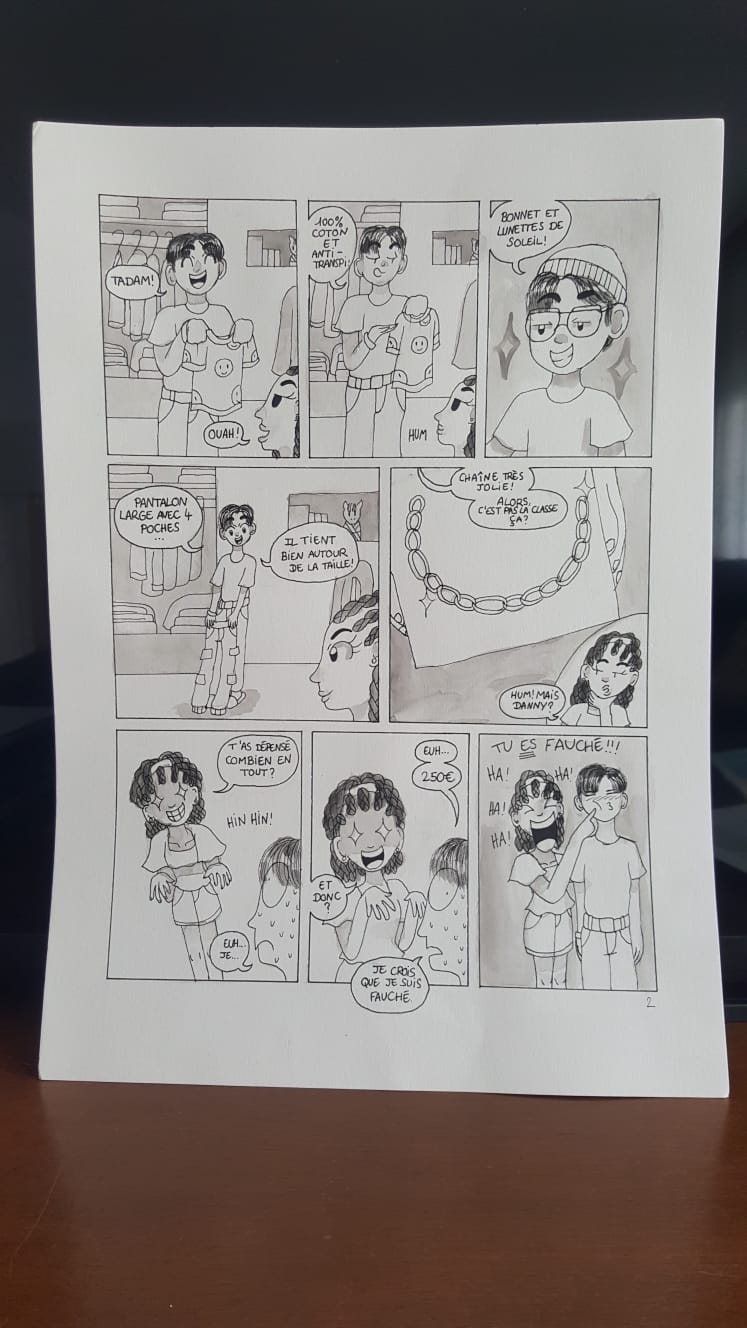 TADAM!
OUAH!
100%
COTON
ET
ANTI-
TRANSPI!
HUM
BONNET ET
LUNETTES DE
SOLEIL!
PANTALON
LARGE AVEC 4
POCHES
...
IL TIENT
BIEN AUTOUR
DE LA TAILLE!
CHAÎNE TRÈS
JOLIE!
ALORS,
C'EST PAS LA CLASSE
ÇA?
HUM! MAIS
DANNY?
T'AS DÉPENSÉ
COMBIEN EN
TOUT?
HIN HIN!
EUH...
JE...
EUH...
250€
ET
DONC
?
JE CROIS
QUE JE SUIS
FAUCHÉ.
TU ES FAUCHÉ!!!
HA!
HA!
HA!
HA!
2